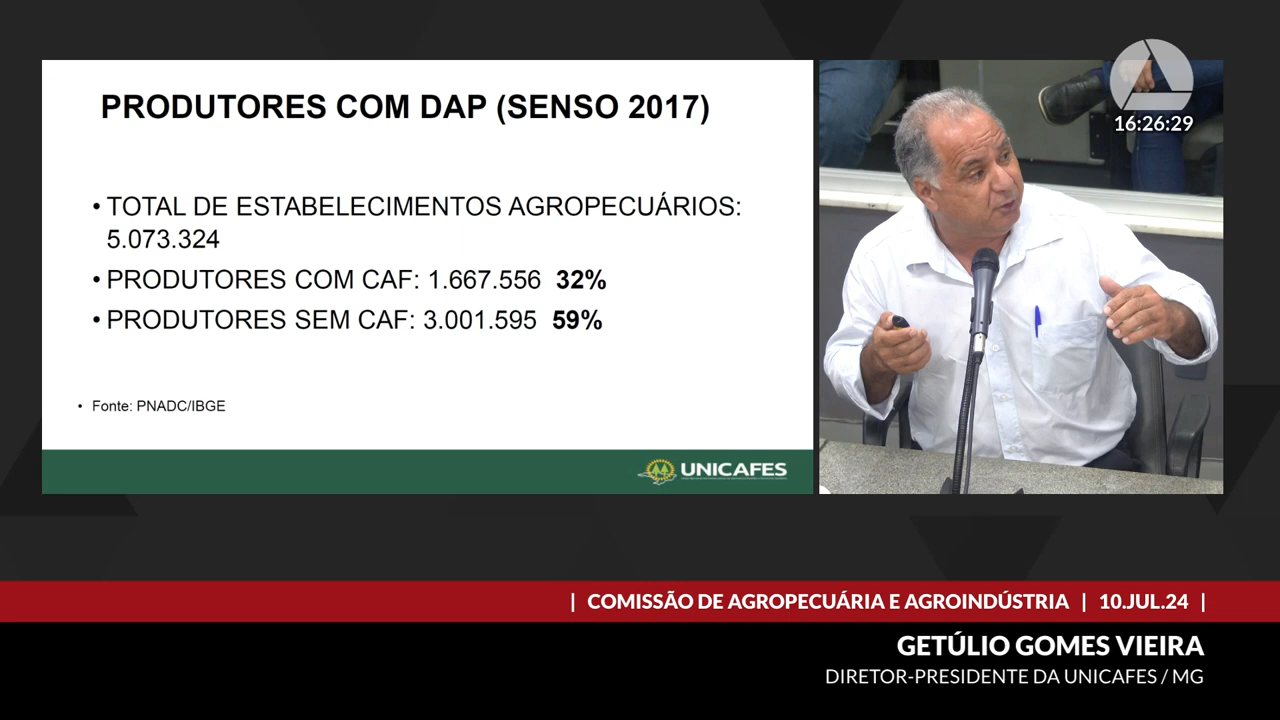 PRODUTORES COM DAP (SENSO 2017)
• TOTAL DE ESTABELECIMENTOS AGROPECUÁRIOS:
5.073.324
• PRODUTORES COM CAF: 1.667.556 32%
• PRODUTORES SEM CAF: 3.001.595 59%
• Fonte: PNADC/IBGE
UNICAFES
16:26:29
| COMISSÃO DE AGROPECUÁRIA E AGROINDÚSTRIA | 10.JUL.24 |
GETÚLIO GOMES VIEIRA
DIRETOR-PRESIDENTE DA UNICAFES / MG